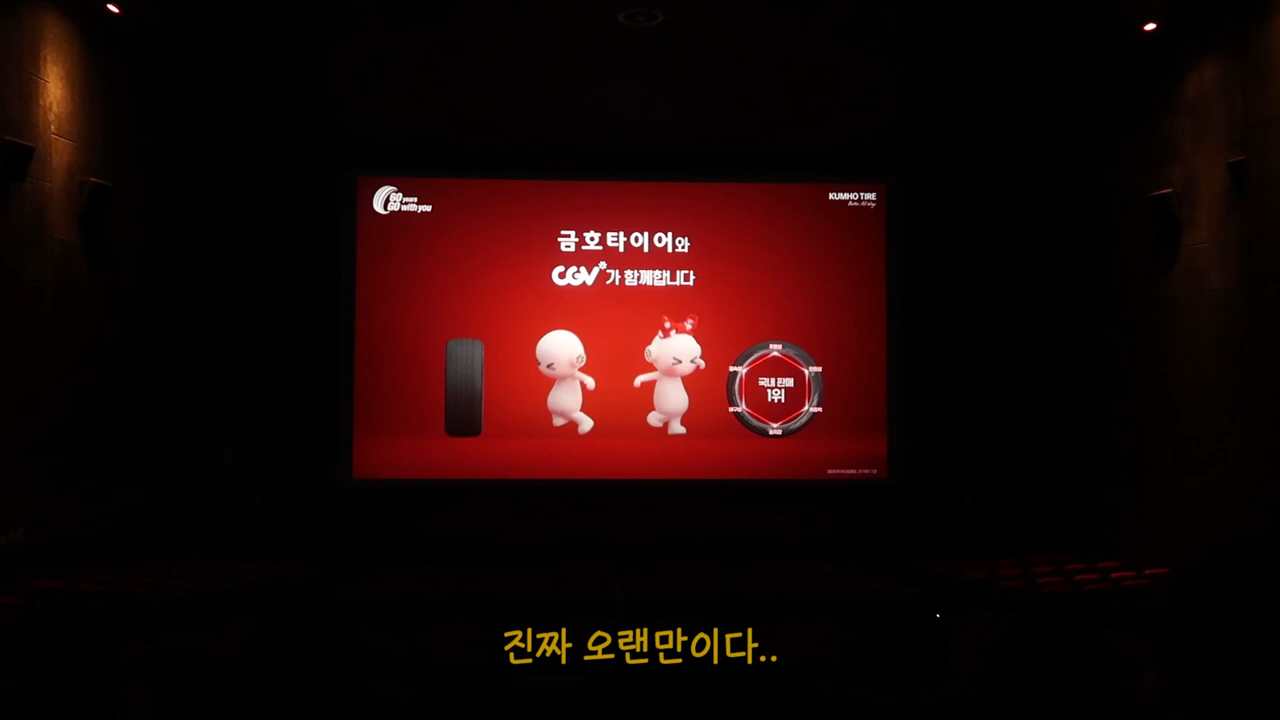 60 years
GO with you
KUMHO TIRE
금호타이어와
CGV가 함께합니다
국내 판매
1위
진짜 오랜만이다..